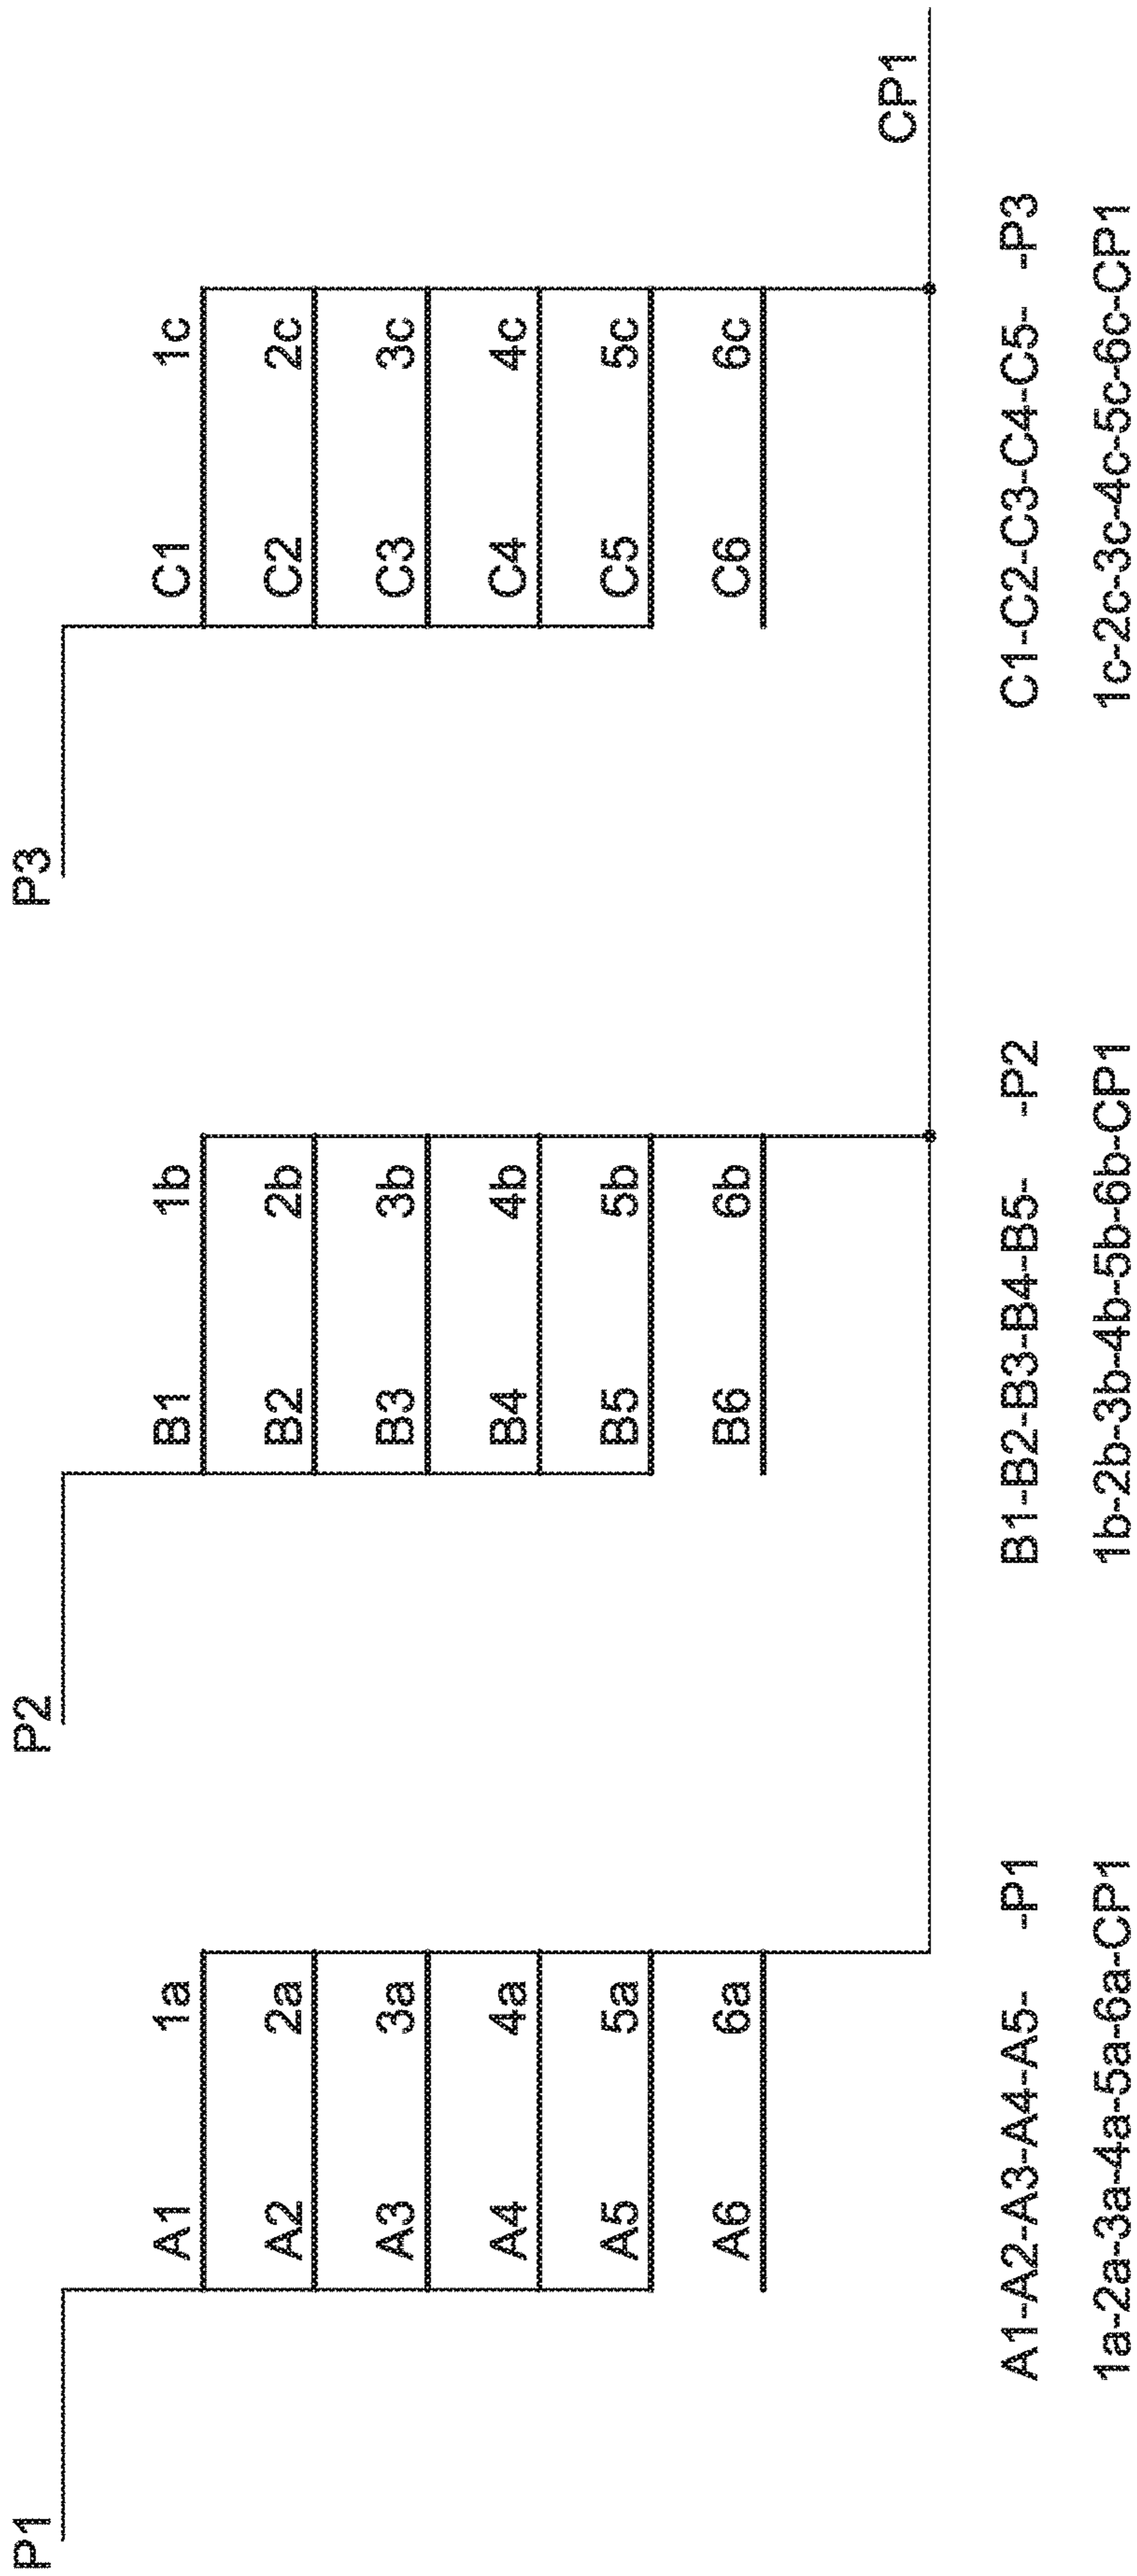 P1 P2 P3
A1 1a B1 1b C1 1c
A2 2a B2 2b C2 2c
A3 3a B3 3b C3 3c
A4 4a B4 4b C4 4c
A5 5a B5 5b C5 5c
A6 6a B6 6b C6 6c
CP1
A1-A2-A3-A4-A5- -P1 B1-B2-B3-B4-B5- -P2 C1-C2-C3-C4-C5- -P3
1a-2a-3a-4a-5a-6a-CP1 1b-2b-3b-4b-5b-6b-CP1 1c-2c-3c-4c-5c-6c-CP1